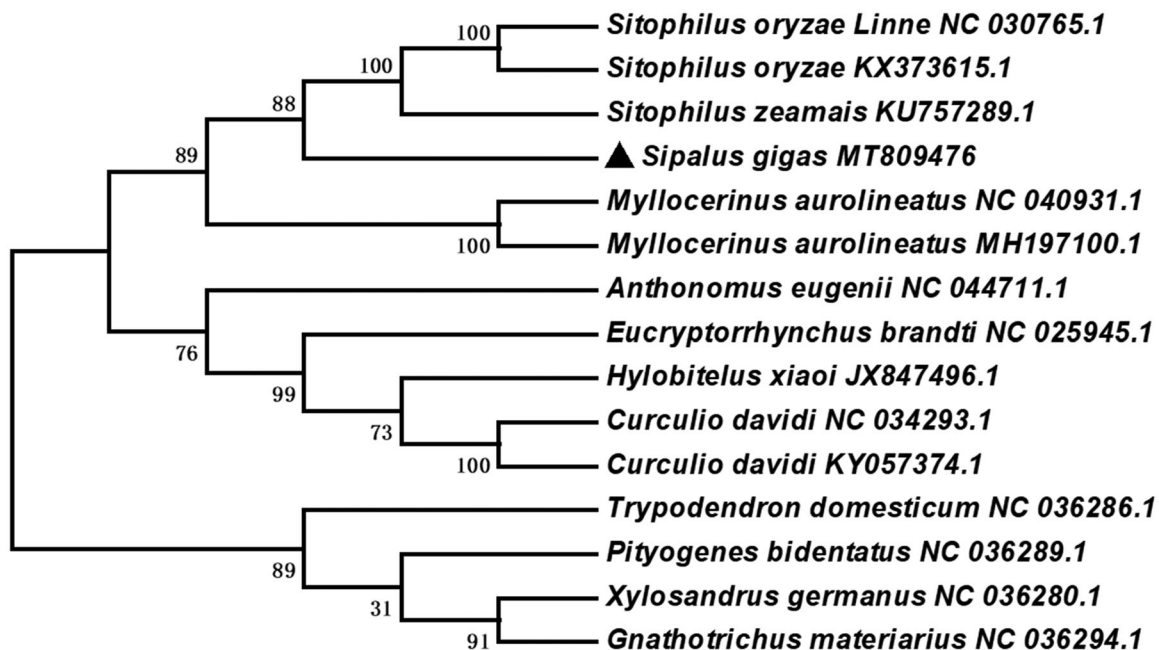 100
Sitophilus oryzae Linne NC 030765.1
100
Sitophilus oryzae KX373615.1
88
Sitophilus zeamais KU757289.1
89
Sipalus gigas MT809476
Myllocerinus aurolineatus NC 040931.1
100
Myllocerinus aurolineatus MH197100.1
Anthonomus eugenii NC 044711.1
76
Eucryptorrhynchus brandti NC 025945.1
99
Hylobitelus xiaoi JX847496.1
73
Curculio davidi NC 034293.1
100
Curculio davidi KY057374.1
Trypodendron domesticum NC 036286.1
89
Pityogenes bidentatus NC 036289.1
31
Xylosandrus germanus NC 036280.1
91
Gnathotrichus materiarius NC 036294.1